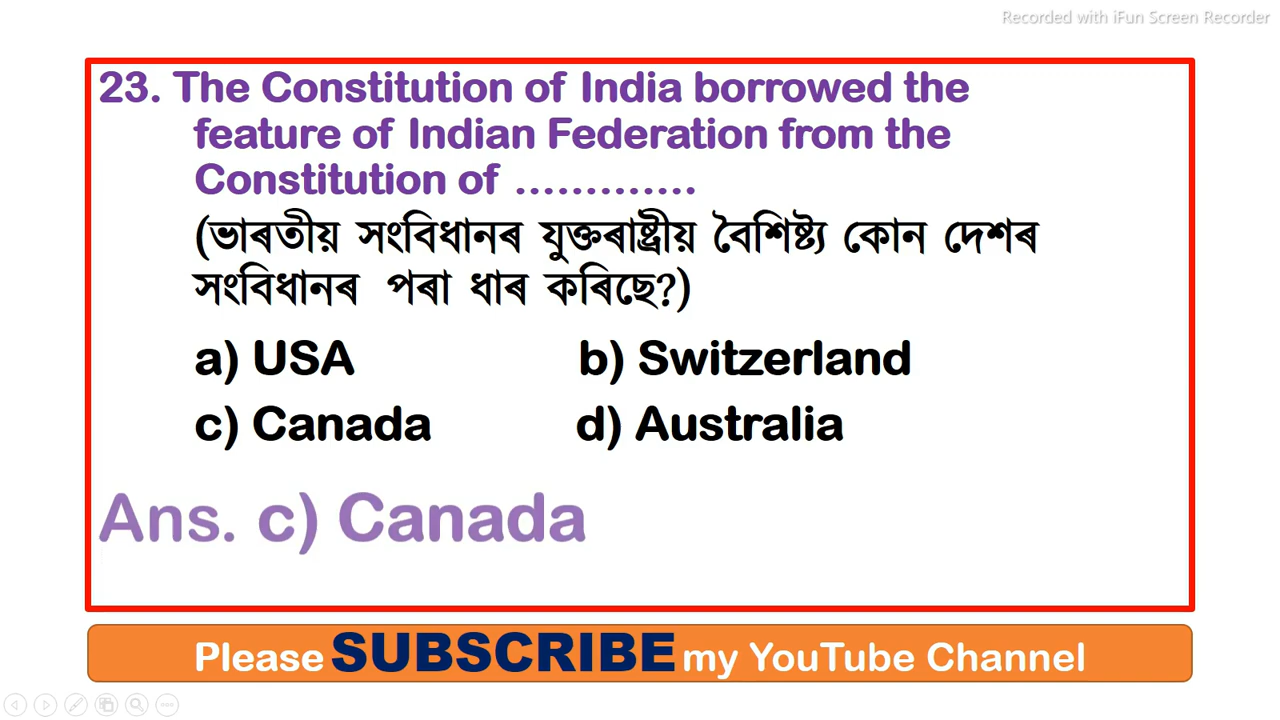 Recorded with iFun Screen Recorder
23. The Constitution of India borrowed the
feature of Indian Federation from the
Constitution of .............
(ভাৰতীয় সংবিধানৰ যুক্তৰাষ্ট্ৰীয় বৈশিষ্ট্য কোন দেশৰ
সংবিধানৰ পৰা ধাৰ কৰিছে?)
a) USA b) Switzerland
c) Canada d) Australia
Ans. c) Canada
Please SUBSCRIBE my YouTube Channel